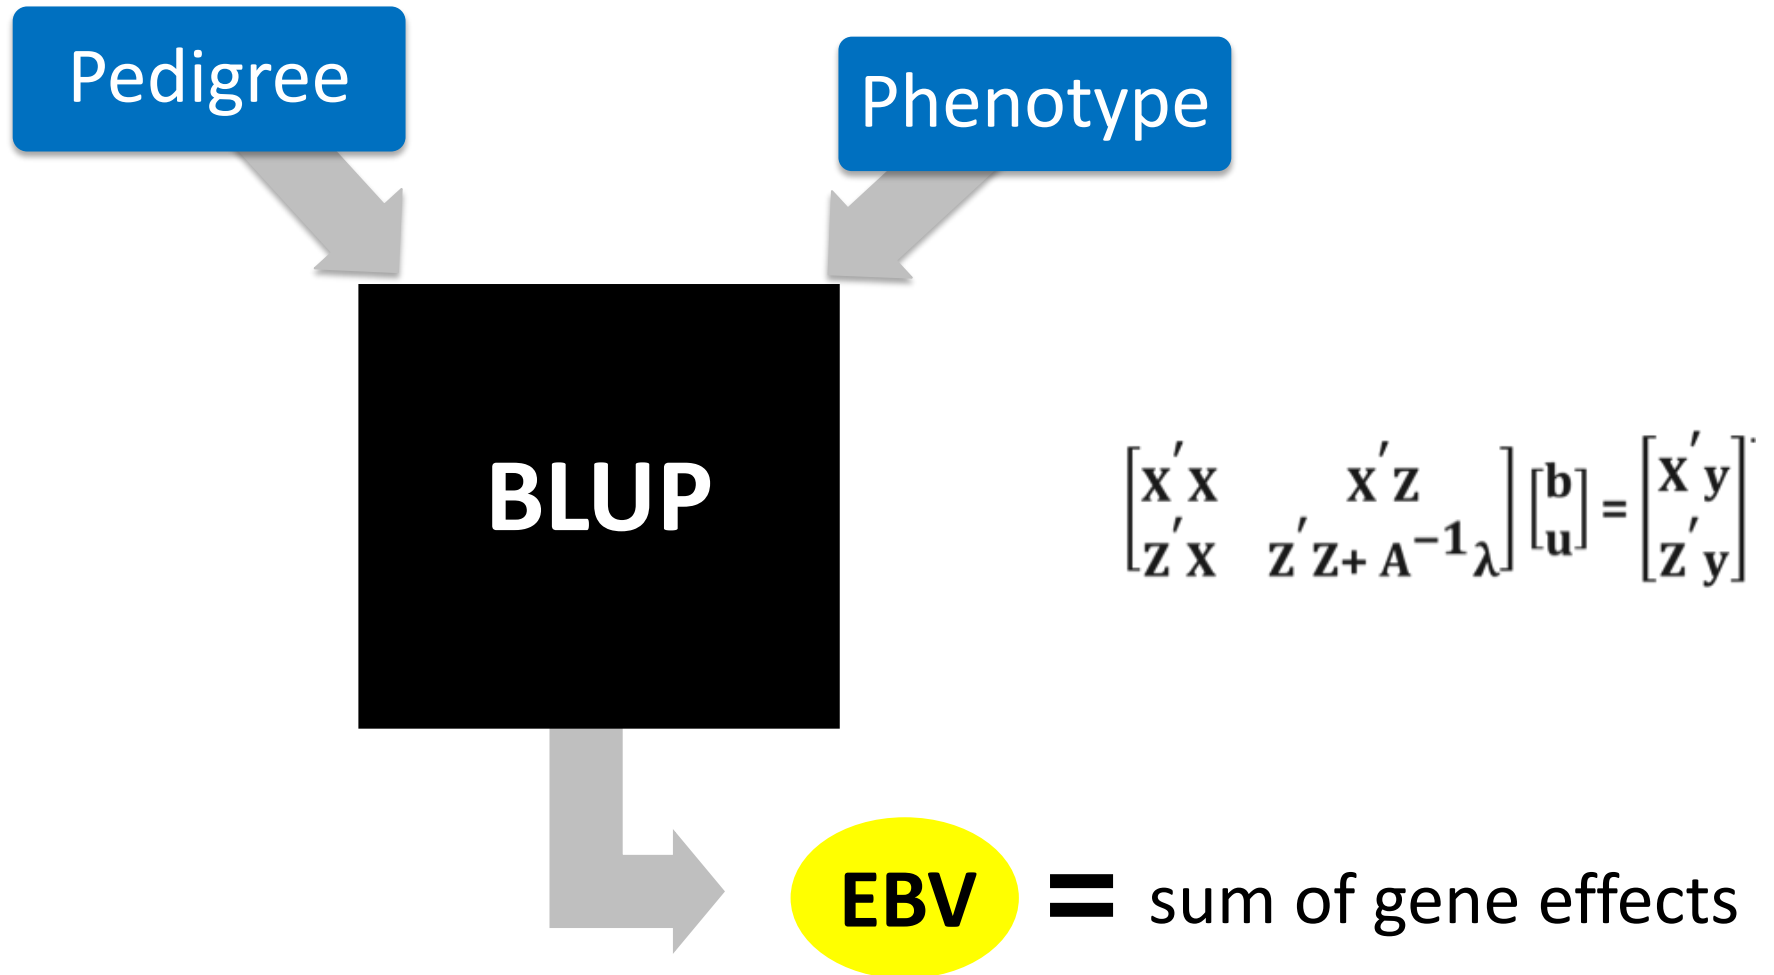 Pedigree
Phenotype
BLUP
[X′X X′Z
Z′X Z′Z+ A⁻¹λ] [b
u] = [X′y
Z′y]
EBV = sum of gene effects